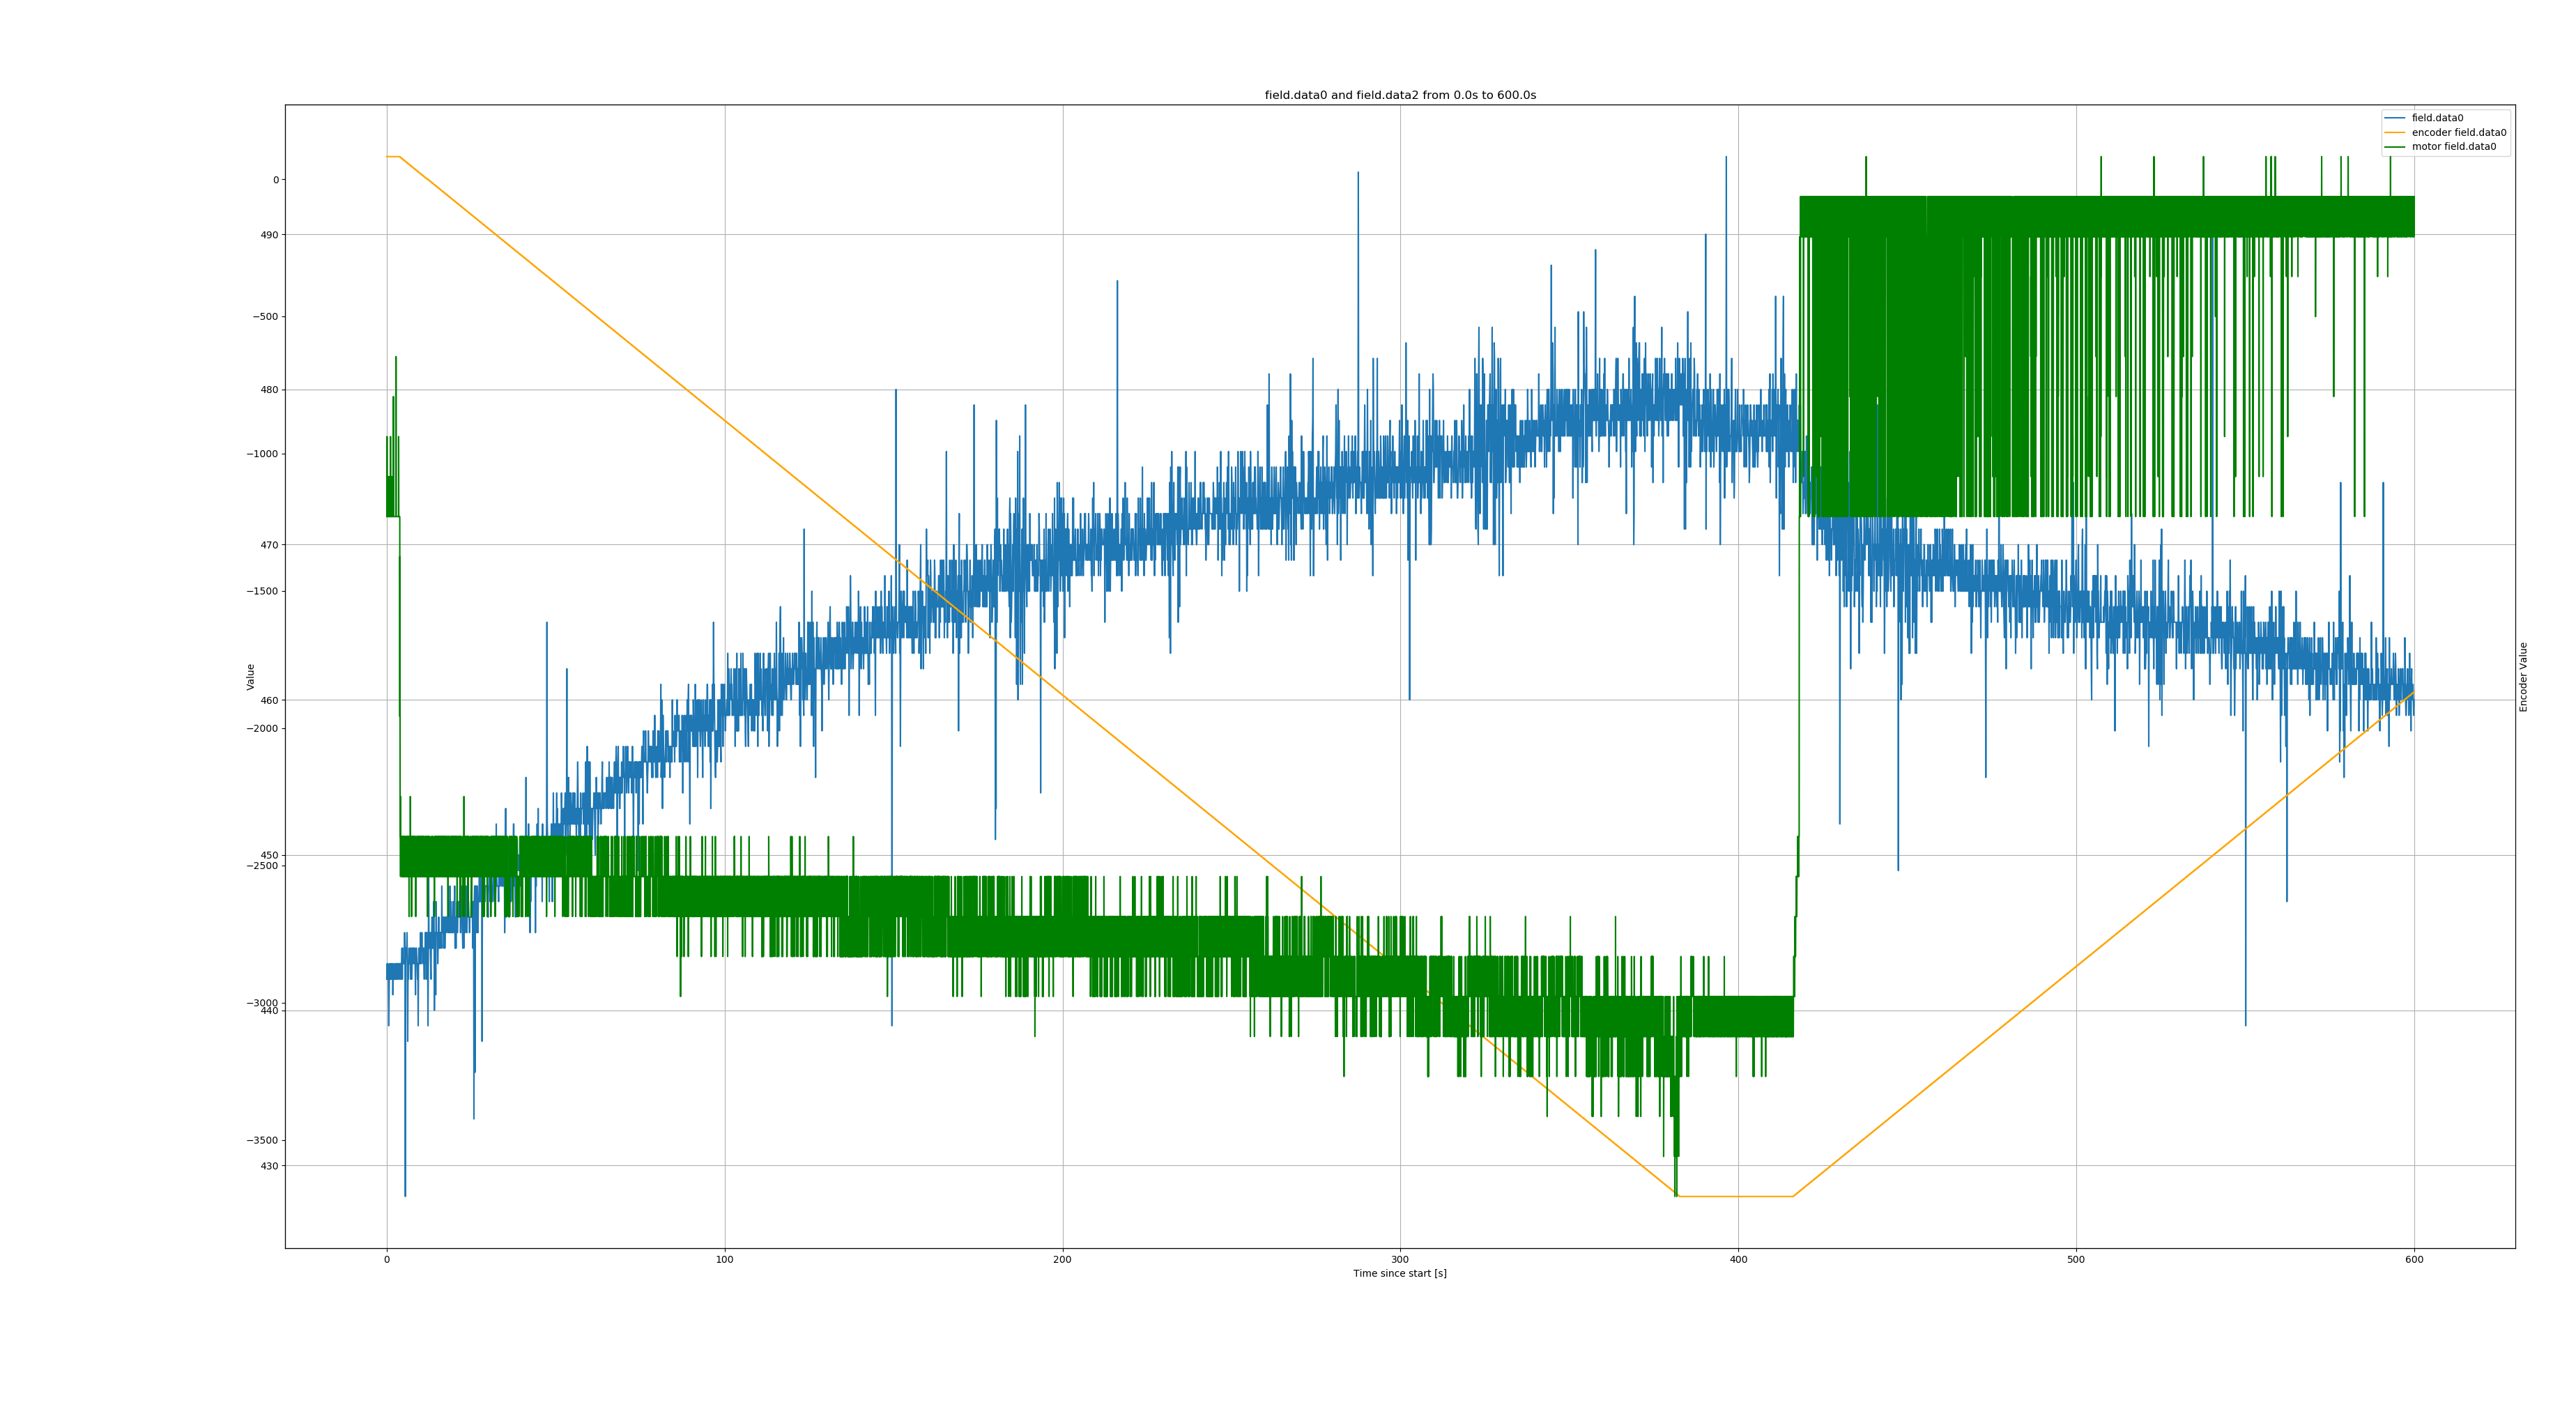 field.data0 and field.data2 from 0.0s to 600.0s
field.data0
encoder field.data0
motor field.data0
0
490
−500
480
−1000
470
−1500
460
−2000
450
−2500
−3000
440
−3500
430
Value
Encoder Value
0 100 200 300 400 500 600
Time since start [s]